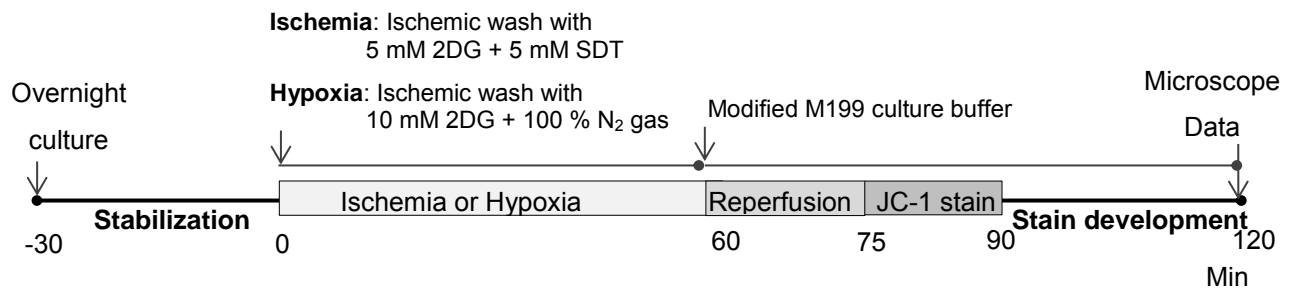 Ischemia: Ischemic wash with
5 mM 2DG + 5 mM SDT
Hypoxia: Ischemic wash with
10 mM 2DG + 100 % N₂ gas
Overnight
culture
Modified M199 culture buffer
Microscope
Data
Stabilization
Ischemia or Hypoxia
Reperfusion
JC-1 stain
Stain development
-30
0
60
75
90
120
Min